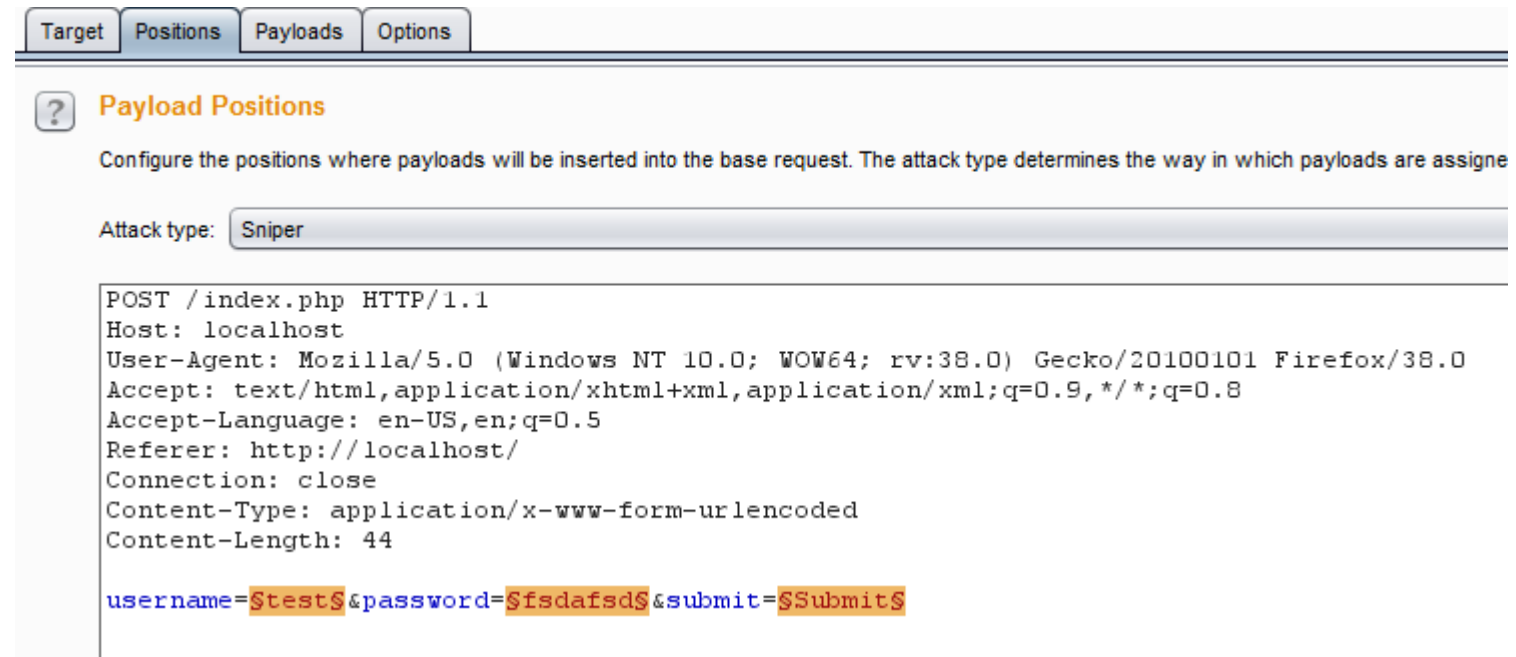 Target Positions Payloads Options
? Payload Positions
Configure the positions where payloads will be inserted into the base request. The attack type determines the way in which payloads are assigne
Attack type: Sniper
POST /index.php HTTP/1.1
Host: localhost
User-Agent: Mozilla/5.0 (Windows NT 10.0; WOW64; rv:38.0) Gecko/20100101 Firefox/38.0
Accept: text/html,application/xhtml+xml,application/xml;q=0.9,*/*;q=0.8
Accept-Language: en-US,en;q=0.5
Referer: http://localhost/
Connection: close
Content-Type: application/x-www-form-urlencoded
Content-Length: 44
username=§test§&password=§fsdafsd§&submit=§Submit§